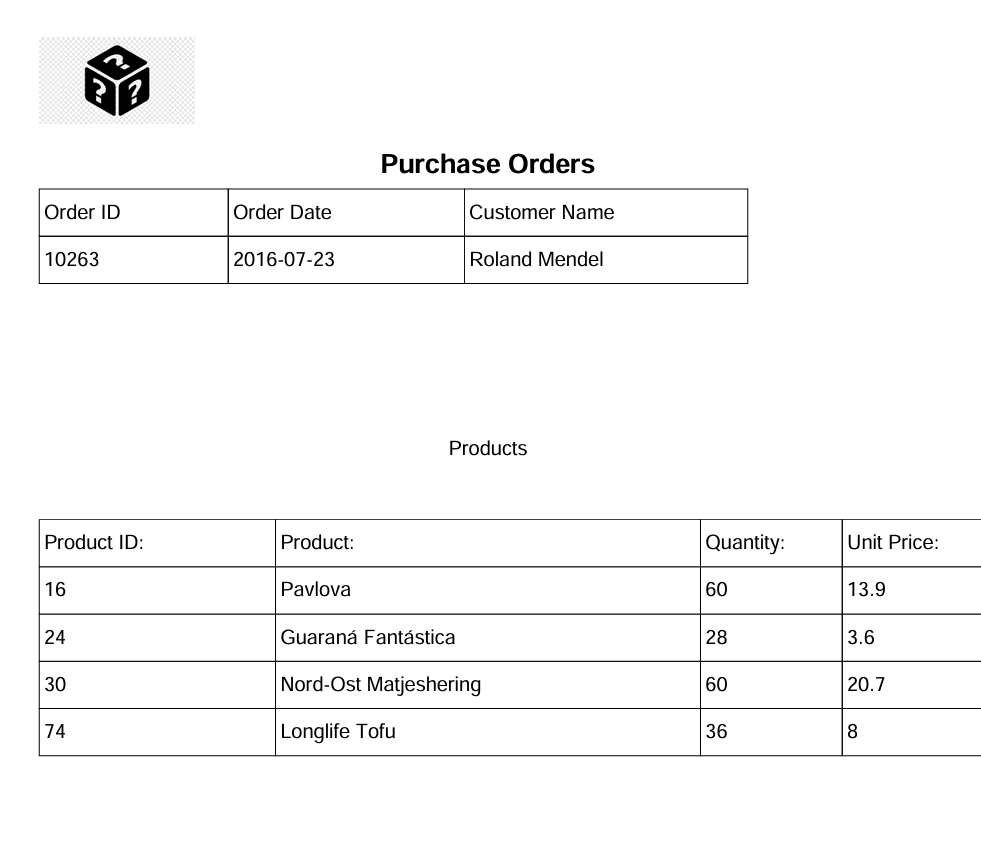 ? ? ?
Purchase Orders
Order ID Order Date Customer Name
10263 2016-07-23 Roland Mendel
Products
Product ID: Product: Quantity: Unit Price:
16 Pavlova 60 13.9
24 Guaraná Fantástica 28 3.6
30 Nord-Ost Matjeshering 60 20.7
74 Longlife Tofu 36 8